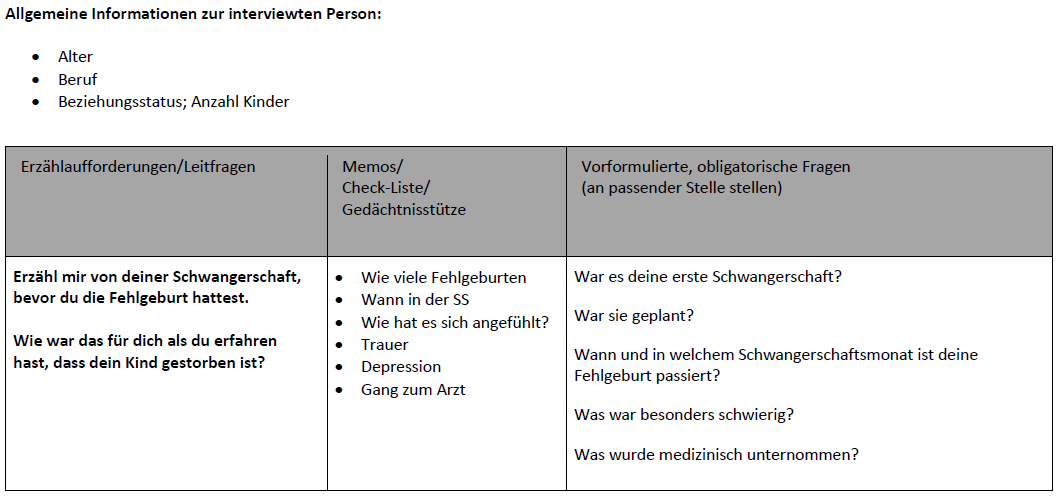 Allgemeine Informationen zur interviewten Person:
• Alter
• Beruf
• Beziehungsstatus; Anzahl Kinder
Erzählaufforderungen/Leitfragen
Memos/
Check-Liste/
Gedächtnisstütze
Vorformulierte, obligatorische Fragen
(an passender Stelle stellen)
Erzähl mir von deiner Schwangerschaft,
bevor du die Fehlgeburt hattest.
Wie war das für dich als du erfahren
hast, dass dein Kind gestorben ist?
• Wie viele Fehlgeburten
• Wann in der SS
• Wie hat es sich angefühlt?
• Trauer
• Depression
• Gang zum Arzt
War es deine erste Schwangerschaft?
War sie geplant?
Wann und in welchem Schwangerschaftsmonat ist deine
Fehlgeburt passiert?
Was war besonders schwierig?
Was wurde medizinisch unternommen?